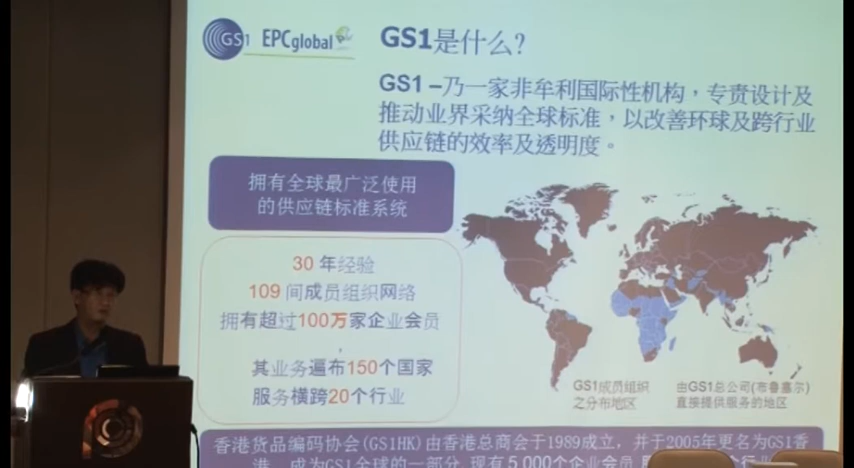 GS1 EPCglobal
GS1是什么?
GS1 –乃一家非牟利国际性机构，专责设计及
推动业界采纳全球标准，以改善环球及跨行业
供应链的效率及透明度。
拥有全球最广泛使用
的供应链标准系统
30 年经验
109 间成员组织网络
拥有超过100万家企业会员
，
其业务遍布150个国家
服务横跨20个行业
GS1成员组织
之分布地区
由GS1总公司(布鲁塞尔)
直接提供服务的地区
香港货品编码协会(GS1HK)由香港总商会于1989成立，并于2005年更名为GS1香
港，成为GS1全球的一部分,现有5,000个企业会员